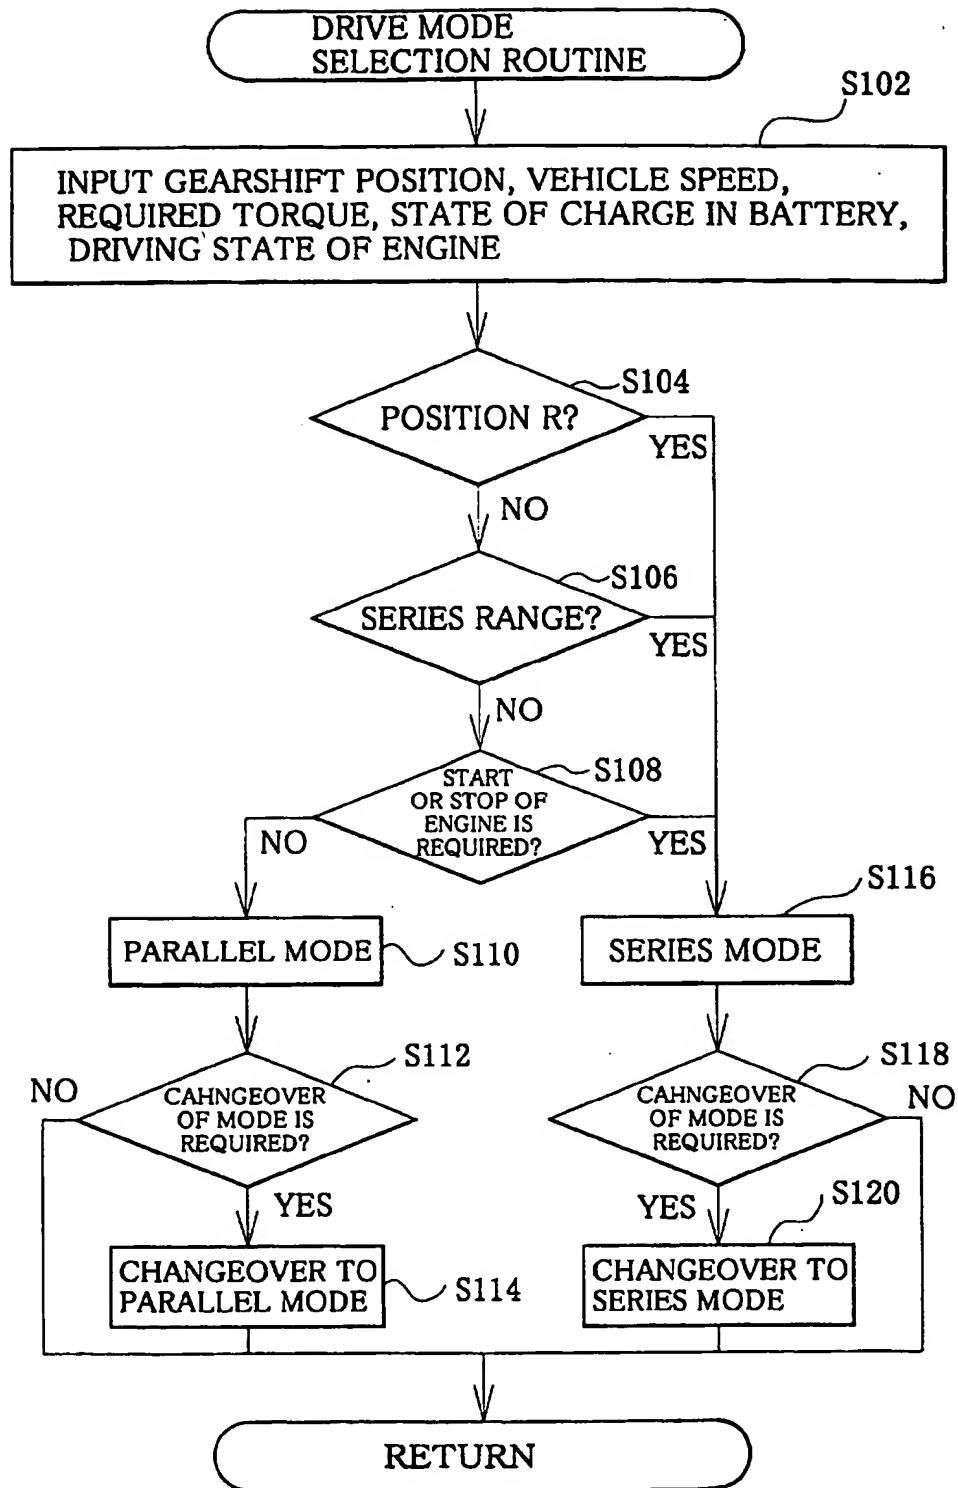 DRIVE MODE
SELECTION ROUTINE
S102
INPUT GEARSHIFT POSITION, VEHICLE SPEED,
REQUIRED TORQUE, STATE OF CHARGE IN BATTERY,
DRIVING STATE OF ENGINE
S104
POSITION R?
YES
NO
S106
SERIES RANGE?
YES
NO
S108
START
OR STOP OF
ENGINE IS
REQUIRED?
NO
YES
S116
PARALLEL MODE
S110
SERIES MODE
S112
S118
NO
CAHNGEOVER
OF MODE IS
REQUIRED?
CAHNGEOVER
OF MODE IS
REQUIRED?
NO
YES
YES
S120
CHANGEOVER TO
PARALLEL MODE
S114
CHANGEOVER TO
SERIES MODE
RETURN